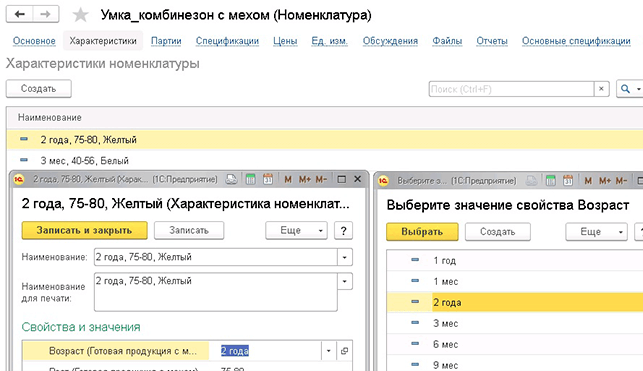 Умка_комбинезон с мехом (Номенклатура)
Основное Характеристики Партии Спецификации Цены Ед. изм. Обсуждения Файлы Отчеты Основные спецификации
Характеристики номенклатуры
Создать Поиск (Ctrl+F) ×
Наименование
2 года, 75-80, Желтый
3 мес, 40-56, Белый
2 года, 75-80, Желтый (Харак... [1С:Предприятие] M M+ M-
2 года, 75-80, Желтый (Характеристика номенклат...
Записать и закрыть Записать Еще ?
Наименование: 2 года, 75-80, Желтый
Наименование для печати: 2 года, 75-80, Желтый
Свойства и значения
Возраст (Готовая продукция с м... 2 года
Рост (Готовая продукция с мехом) 75-80
Выберите з... [1С:Предприятие] M M+ M-
Выберите значение свойства Возраст
Выбрать Создать Еще ?
1 год
1 мес
2 года
3 мес
6 мес
9 мес